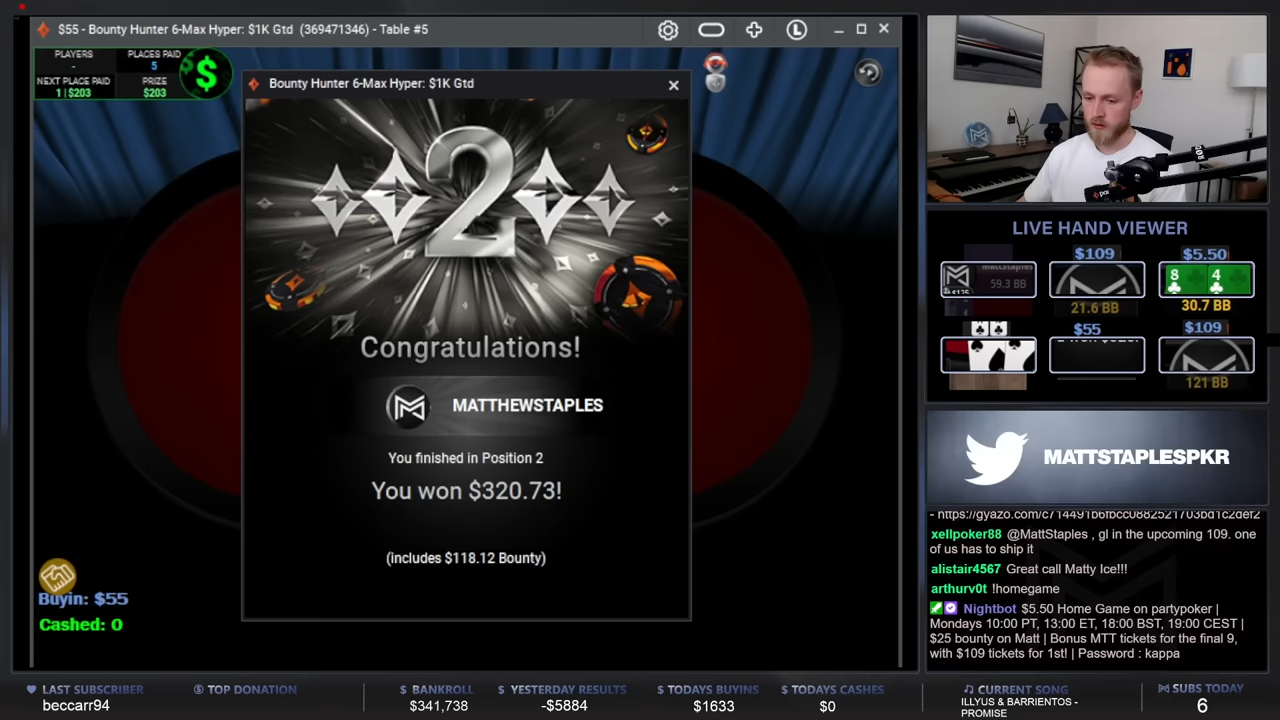 $55 - Bounty Hunter 6-Max Hyper: $1K Gtd (369471346) - Table #5
PLAYERS
-
PLACES PAID
5
NEXT PLACE PAID
1 | $203
PRIZE
$203
Bounty Hunter 6-Max Hyper: $1K Gtd
2
Congratulations!
MATTHEWSTAPLES
You finished in Position 2
You won $320.73!
(includes $118.12 Bounty)
Buyin: $55
Cashed: 0
LIVE HAND VIEWER
59.3 BB
$109
21.6 BB
$5.50
8 4
30.7 BB
$55
$109
121 BB
MATTSTAPLESPKR
- https://gyazo.com/c714491b6fbcc0882521703bd1c2def2
xellpoker88 @MattStaples , gl in the upcoming 109. one
of us has to ship it
alistair4567 Great call Matty Ice!!!
arthurv0t !homegame
Nightbot $5.50 Home Game on partypoker |
Mondays 10:00 PT, 13:00 ET, 18:00 BST, 19:00 CEST |
$25 bounty on Matt | Bonus MTT tickets for the final 9,
with $109 tickets for 1st! | Password : kappa
LAST SUBSCRIBER
beccarr94
TOP DONATION
$ BANKROLL
$341,738
$ YESTERDAY RESULTS
-$5884
$ TODAYS BUYINS
$1633
$ TODAYS CASHES
$0
CURRENT SONG
ILLYUS & BARRIENTOS -
PROMISE
SUBS TODAY
6